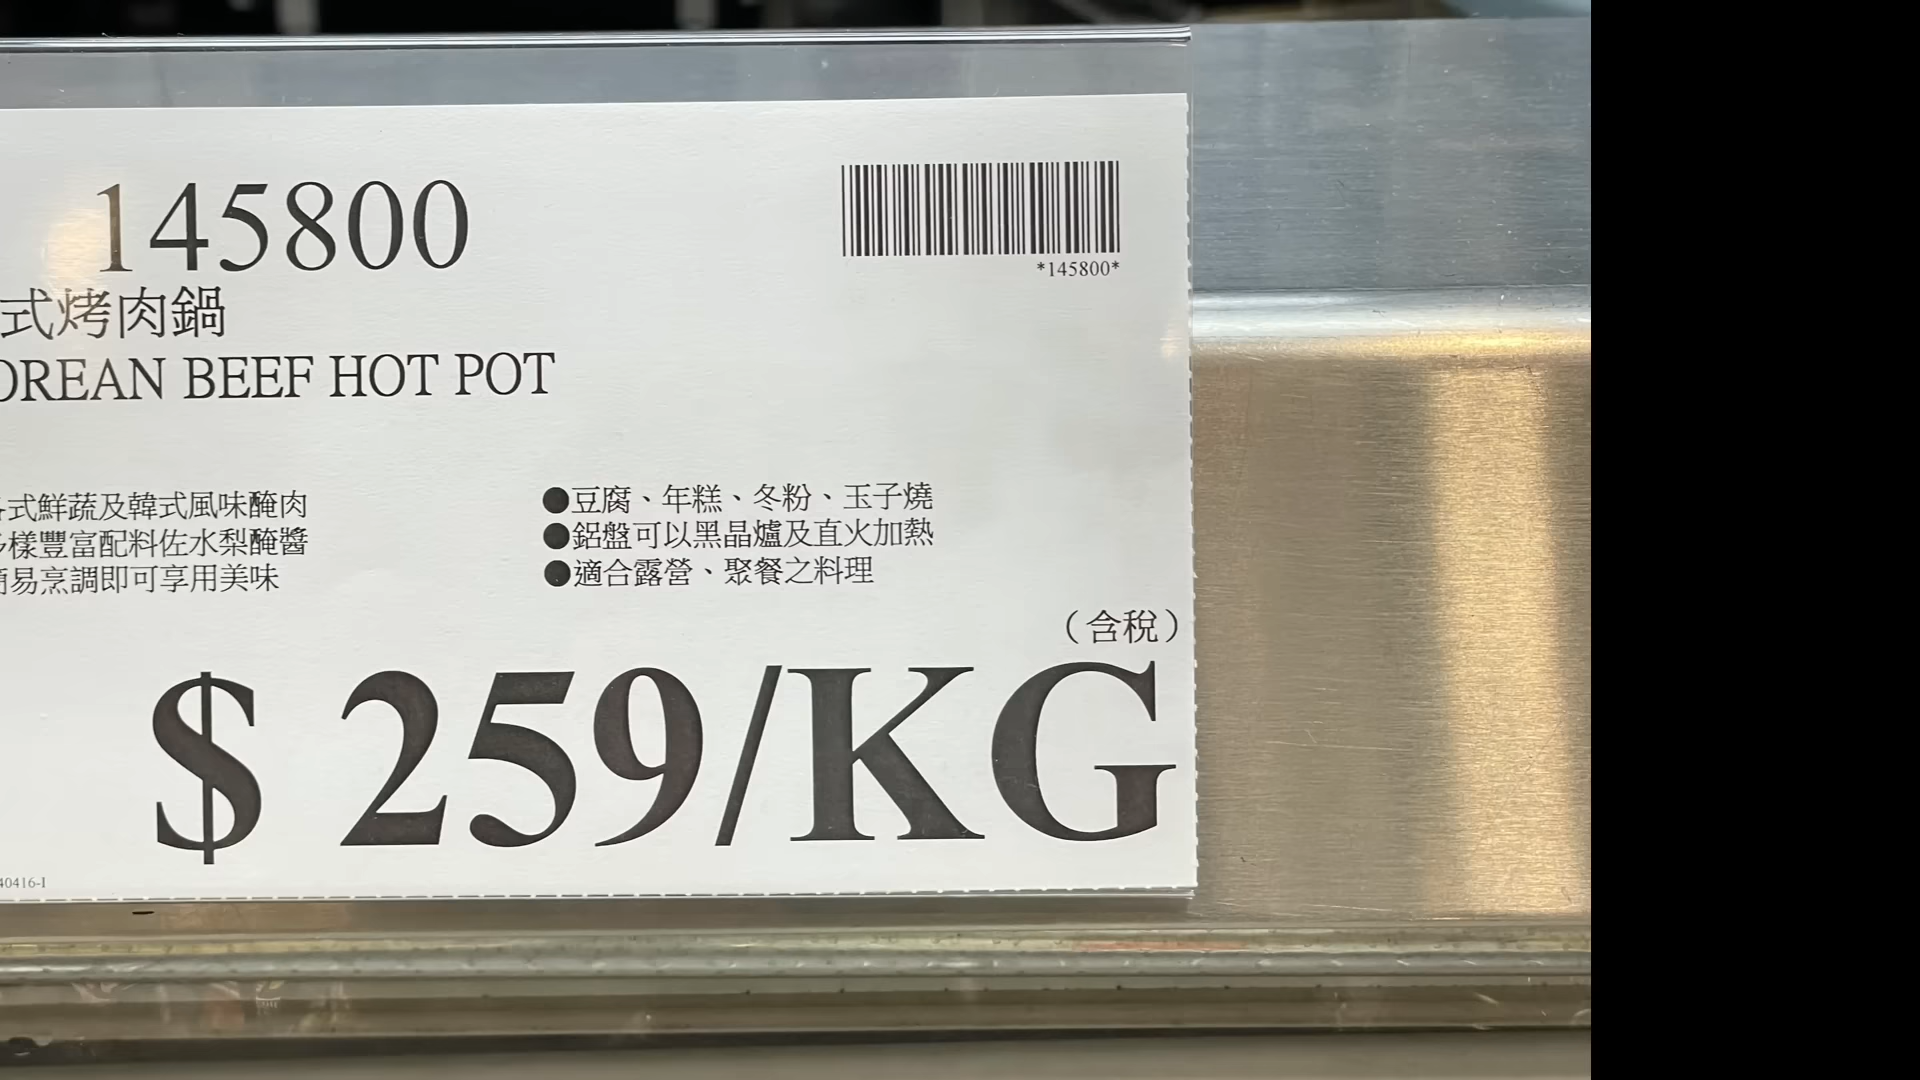 145800
*145800*
式烤肉鍋
OREAN BEEF HOT POT
式鮮蔬及韓式風味醃肉
樣豐富配料佐水梨醃醬
易烹調即可享用美味
●豆腐、年糕、冬粉、玉子燒
●鋁盤可以黑晶爐及直火加熱
●適合露營、聚餐之料理
（含稅）
$ 259/KG
40416-I